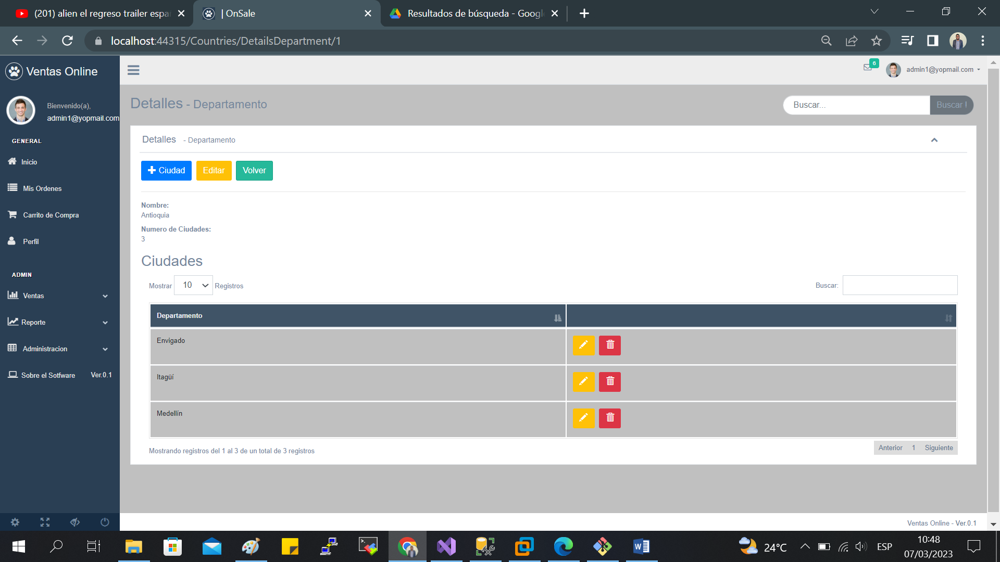 (201) alien el regreso trailer espa
| OnSale
Resultados de búsqueda - Googl
localhost:44315/Countries/DetailsDepartment/1
Ventas Online
6
admin1@yopmail.com
Bienvenido(a),
admin1@yopmail.com
GENERAL
Inicio
Mis Ordenes
Carrito de Compra
Perfil
ADMIN
Ventas
Reporte
Administracion
Sobre el Sotfware Ver.0.1
Detalles - Departamento
Buscar... Buscar !
Detalles - Departamento
Ciudad Editar Volver
Nombre:
Antioquia
Numero de Ciudades:
3
Ciudades
Mostrar 10 Registros
Buscar:
Departamento
Envigado
Itagüí
Medellín
Mostrando registros del 1 al 3 de un total de 3 registros
Anterior 1 Siguiente
Ventas Online - Ver.0.1
24°C
ESP
10:48
07/03/2023